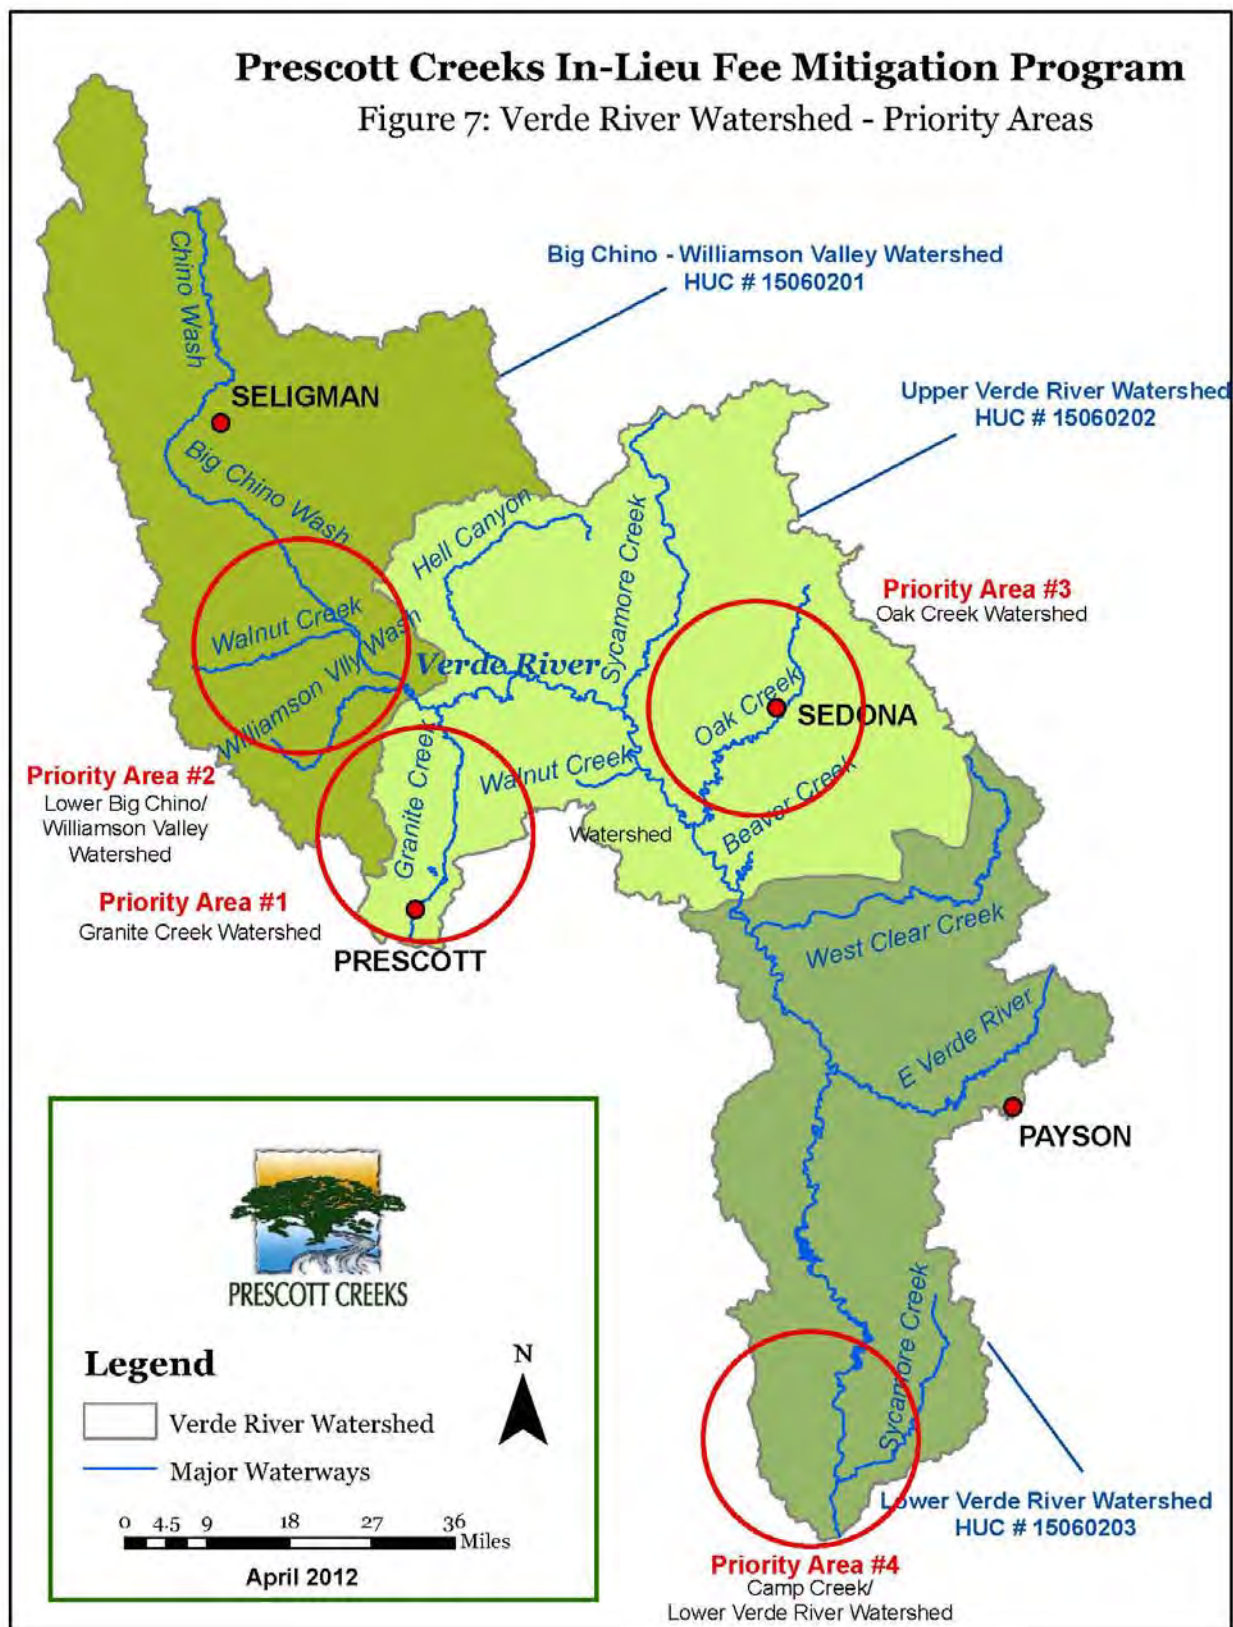 Prescott Creeks In-Lieu Fee Mitigation Program
Figure 7: Verde River Watershed - Priority Areas
Chino Wash
Big Chino - Williamson Valley Watershed
HUC # 15060201
SELIGMAN
Upper Verde River Watershed
HUC # 15060202
Big Chino Wash
Hell Canyon
Sycamore Creek
Priority Area #3
Oak Creek Watershed
Walnut Creek
Williamson Vlly Wash
Verde River
Oak Creek
SEDONA
Priority Area #2
Lower Big Chino/
Williamson Valley
Watershed
Granite Creek
Walnut Creek
Watershed
Beaver Creek
Priority Area #1
Granite Creek Watershed
PRESCOTT
West Clear Creek
E Verde River
PAYSON
PRESCOTT CREEKS
Legend
N
Verde River Watershed
Major Waterways
0 4.5 9 18 27 36
Miles
April 2012
Sycamore Creek
Lower Verde River Watershed
HUC # 15060203
Priority Area #4
Camp Creek/
Lower Verde River Watershed